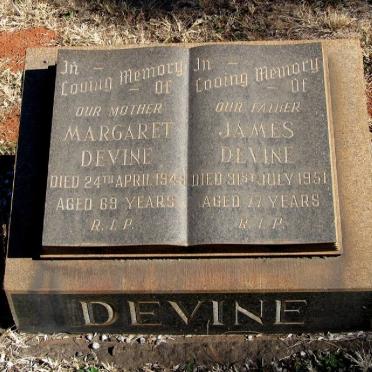 In
Loving Memory
Of
OUR MOTHER
MARGARET
DEVINE
DIED 24TH APRIL
AGED 69 YEARS
R.I.P.
In
Loving Memory
Of
OUR FATHER
JAMES
DEVINE
DIED 31ST JULY 1951
AGED 77 YEARS
R.I.P.
DEVINE